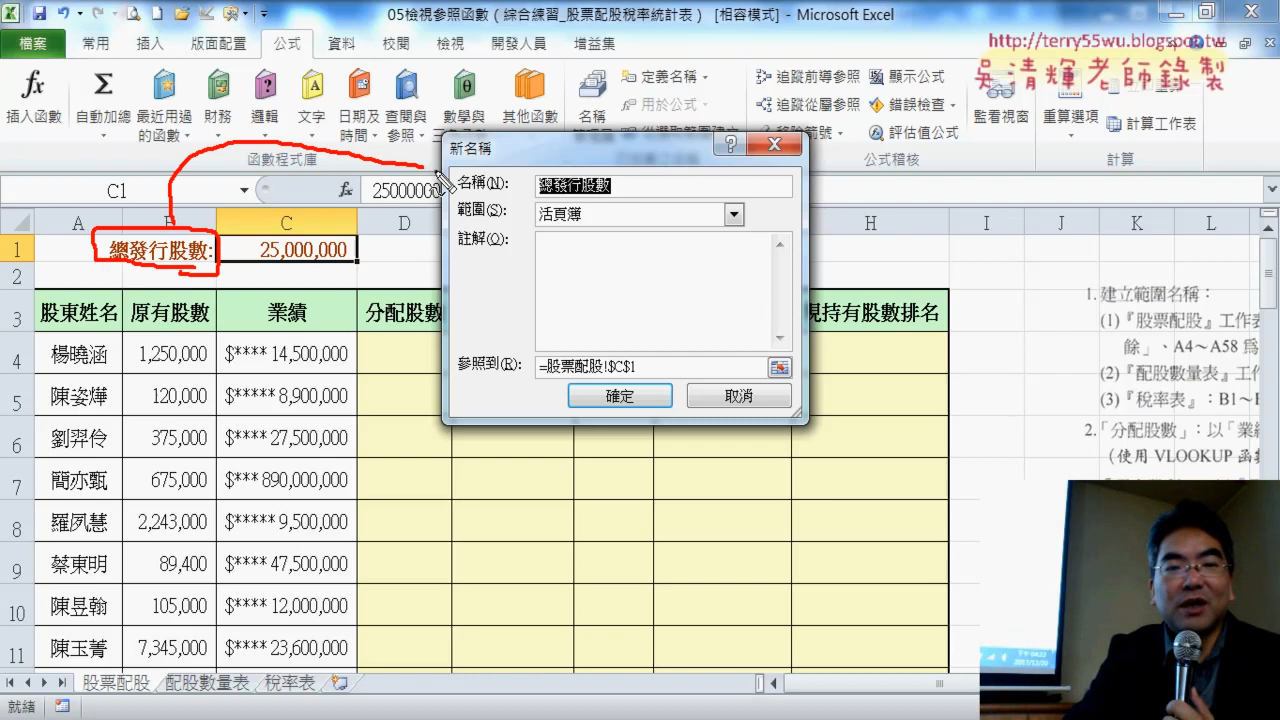 05檢視參照函數（綜合練習_股票配股稅率統計表） [相容模式] - Microsoft Excel
檔案 常用 插入 版面配置 公式 資料 校閱 檢視 開發人員 增益集
http://terry55wu.blogspot.tw
吳清輝老師錄製
插入函數 自動加總 最近用過的函數 財務 邏輯 文字 日期及時間 查閱與參照 數學與 其他函數 名稱
定義名稱
用於公式
追蹤前導參照 顯示公式
追蹤從屬參照 錯誤檢查
評估值公式
監看視窗 重算選項 計算工作表
函數程式庫 公式稽核 計算
C1 fx 25000000
A C D H I J K L
1 總發行股數: 25,000,000
2
3 股東姓名 原有股數 業績 分配股數 現持有股數排名
4 楊曉涵 1,250,000 $**** 14,500,000
5 陳姿燁 120,000 $**** 8,900,000
6 劉羿伶 375,000 $**** 27,500,000
7 簡亦甄 675,000 $*** 890,000,000
8 羅夙慧 2,243,000 $***** 9,500,000
9 蔡東明 89,400 $**** 47,500,000
10 陳昱翰 105,000 $**** 12,000,000
11 陳玉菁 7,345,000 $**** 23,600,000
新名稱
名稱(N): 總發行股數
範圍(S): 活頁簿
註解(O):
參照到(R): =股票配股!$C$1
確定 取消
1. 建立範圍名稱：
(1)『股票配股』工作表
餘」、A4～A58 為
(2)『配股數量表』工作
(3)『稅率表』：B1～
2.「分配股數」：以「業績
（使用 VLOOKUP 函數
股票配股 配股數量表 稅率表
就緒